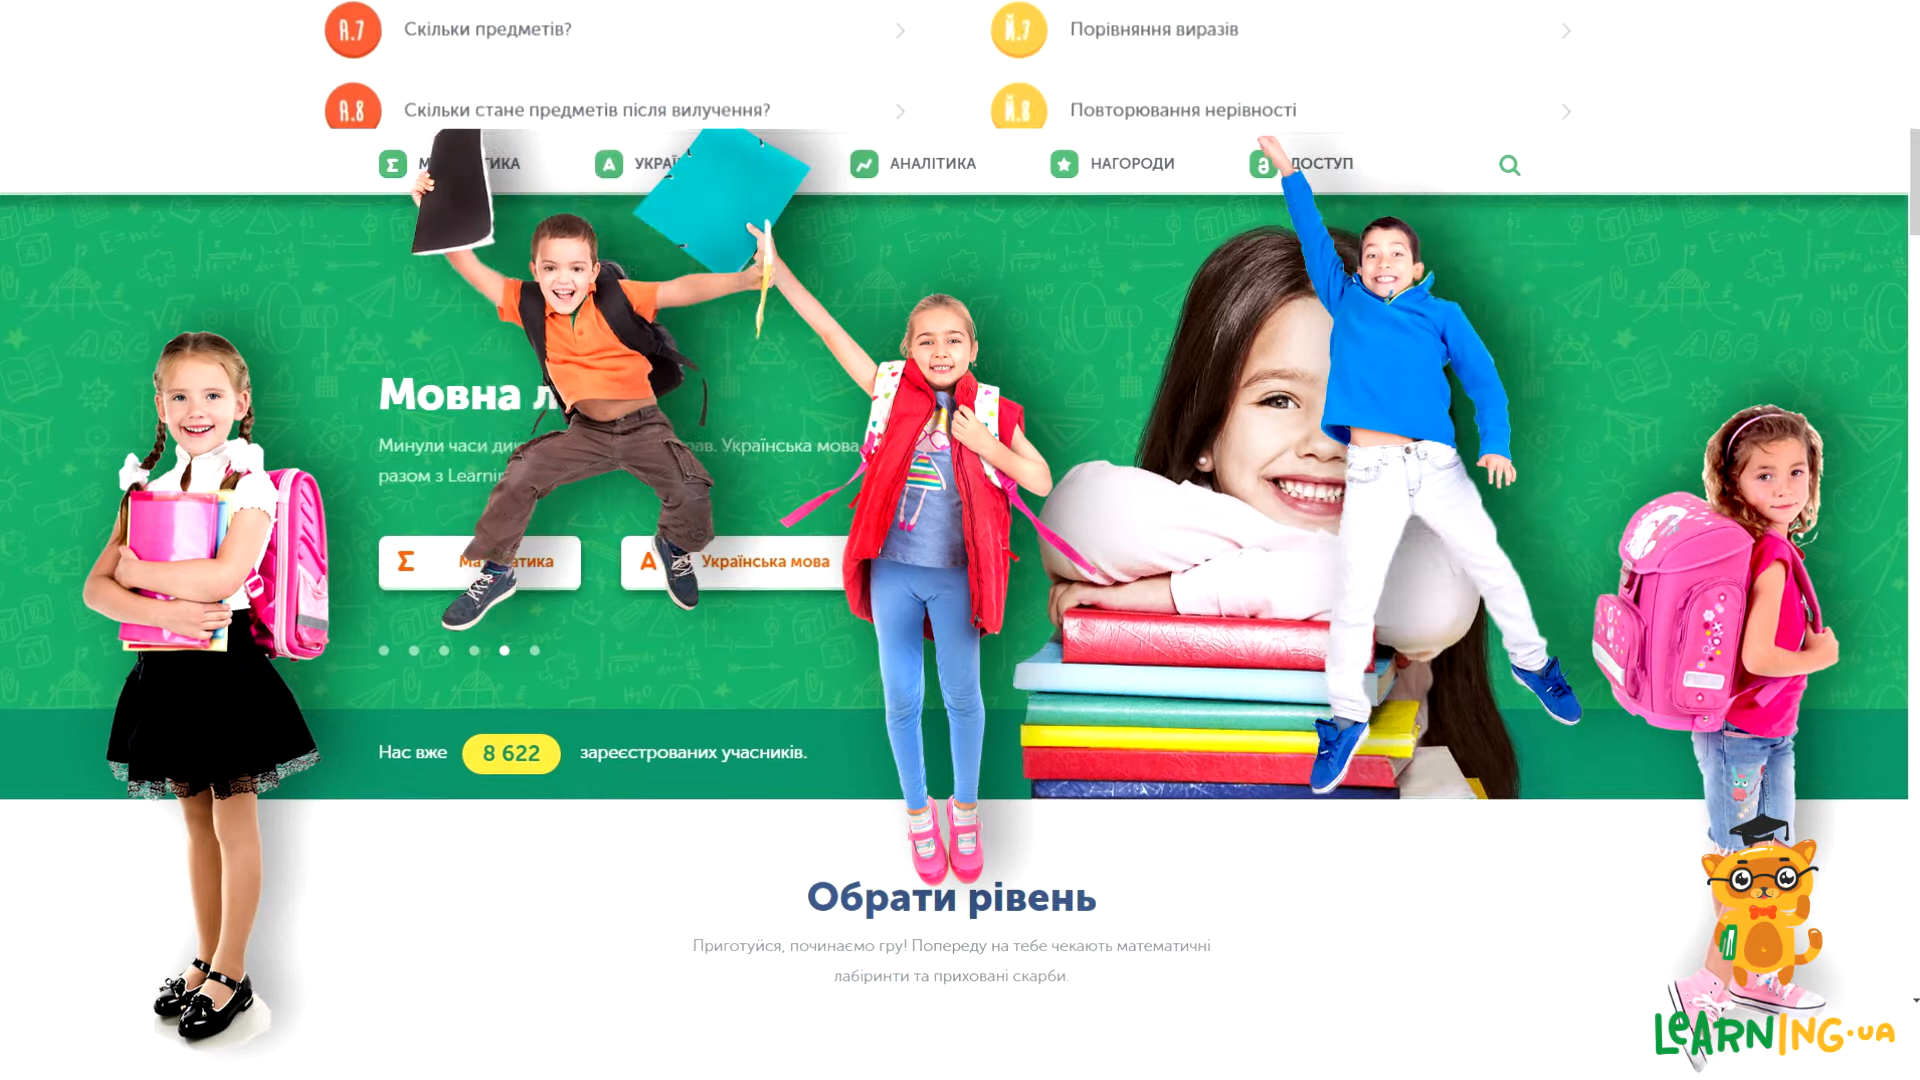 Я.7 Скільки предметів?
Й.7 Порівняння виразів
Я.8 Скільки стане предметів після вилучення?
Й.8 Повторювання нерівності
АНАЛІТИКА
НАГОРОДИ
ДОСТУП
Мовна
Минули часи
Українська мова
разом з
Українська мова
Нас вже 8 622 зареєстрованих учасників.
Обрати рівень
Приготуйся, починаємо гру! Попереду на тебе чекають математичні
лабіринти та приховані скарби.
LEARNING.UA